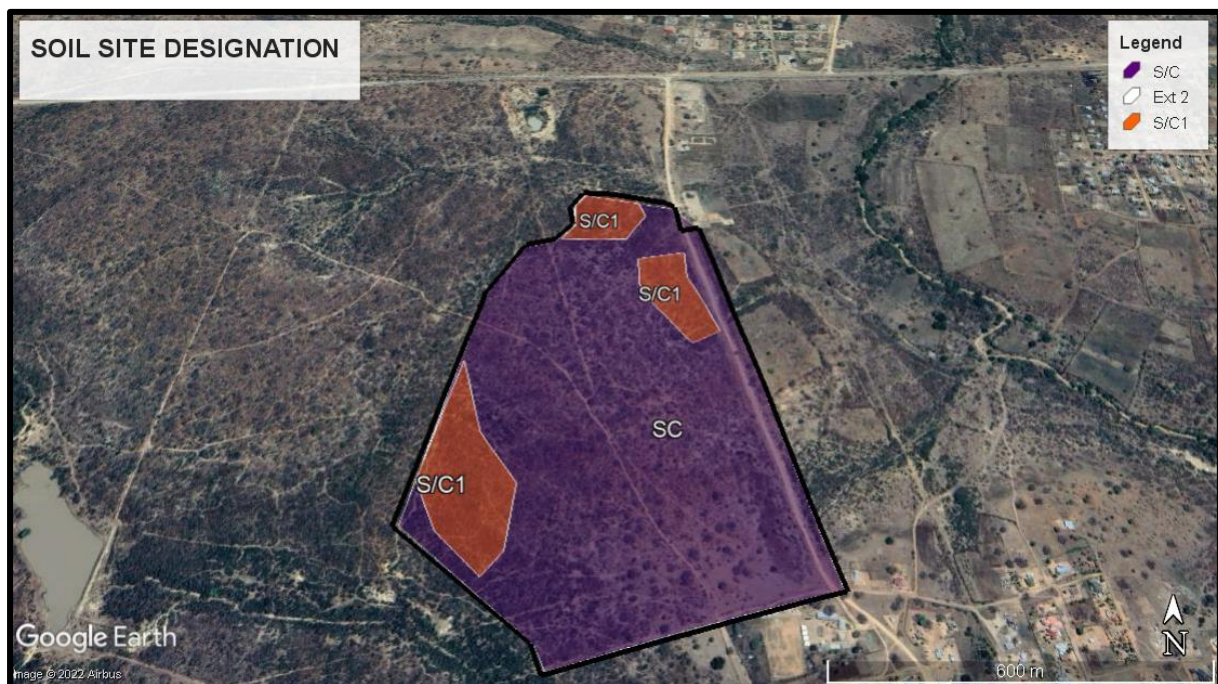 SOIL SITE DESIGNATION
Legend
S/C
Ext 2
S/C1
S/C1
S/C1
SC
S/C1
Google Earth
Image © 2022 Airbus
600 m
N